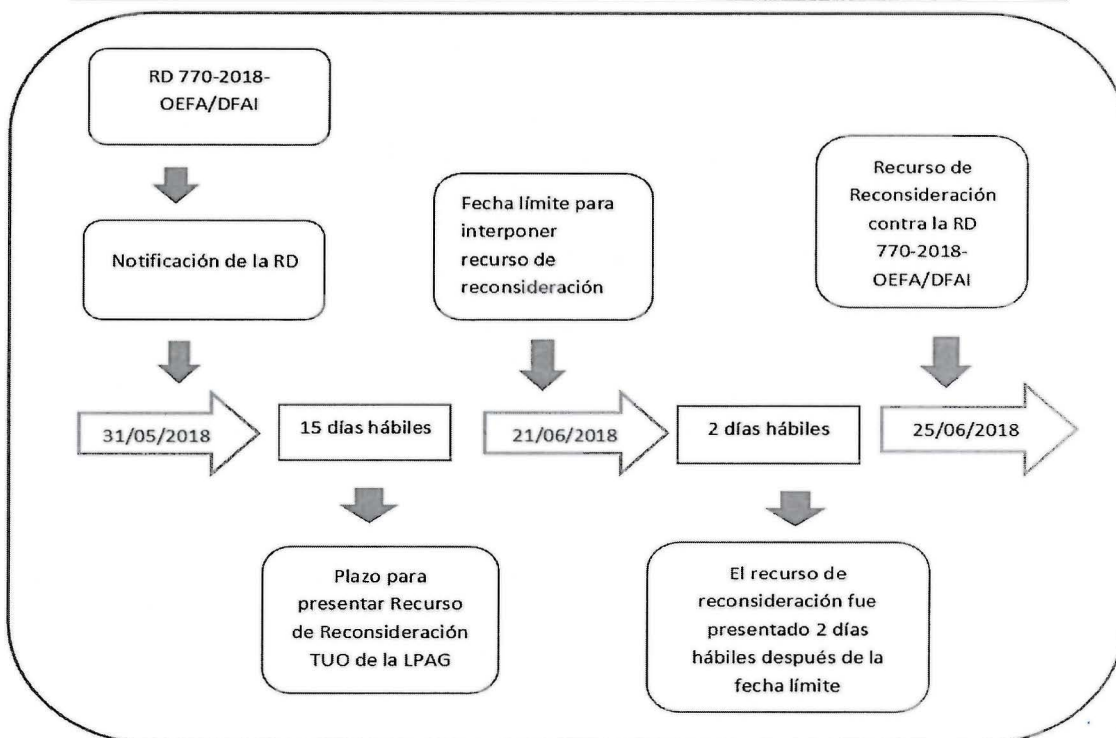 RD 770-2018-
OEFA/DFAI
Notificación de la RD
Fecha límite para
interponer
recurso de
reconsideración
Recurso de
Reconsideración
contra la RD
770-2018-
OEFA/DFAI
31/05/2018
15 días hábiles
21/06/2018
2 días hábiles
25/06/2018
Plazo para
presentar Recurso
de Reconsideración
TUO de la LPAG
El recurso de
reconsideración fue
presentado 2 días
hábiles después de la
fecha límite